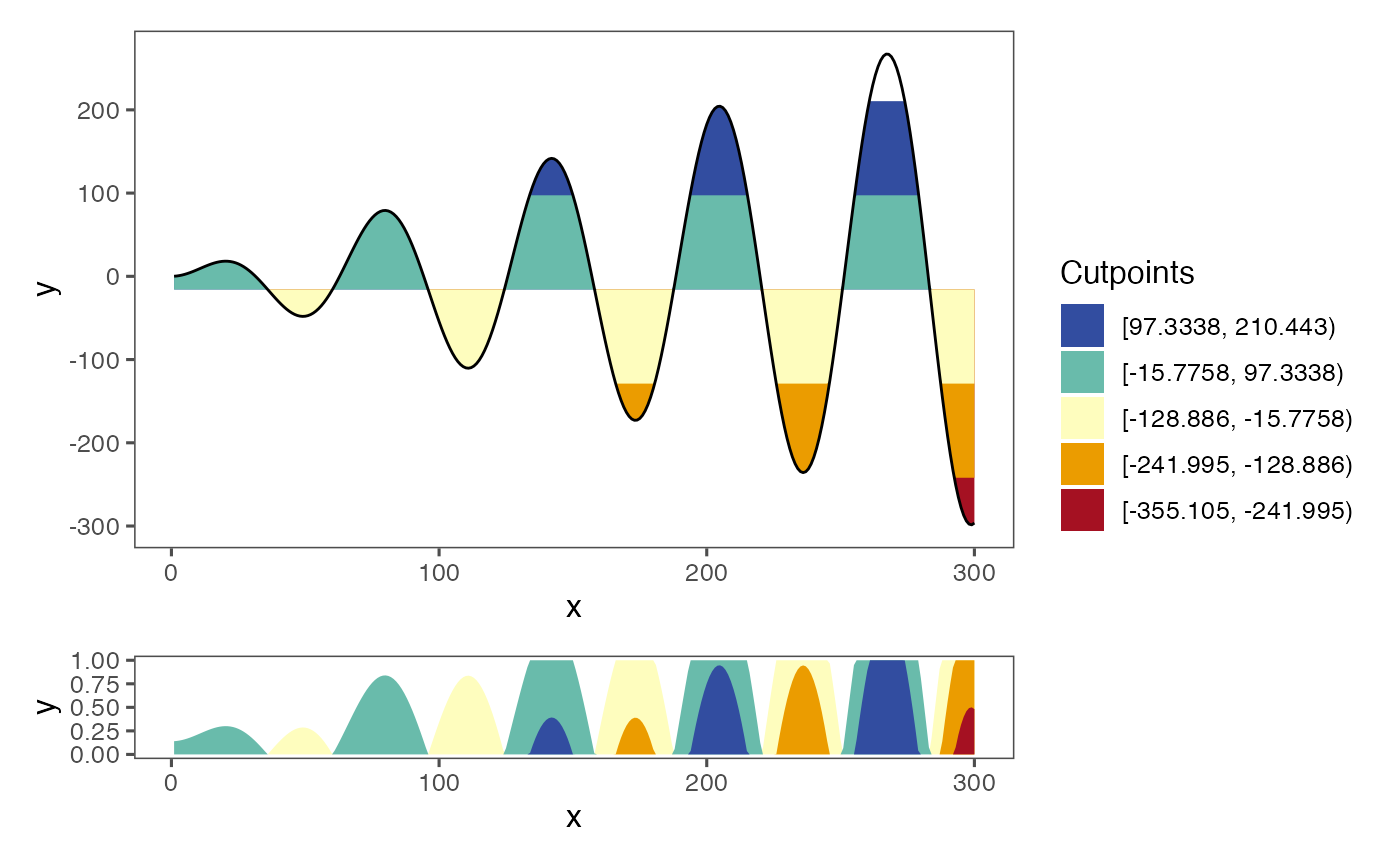 200
100
0
-100
-200
-300
y
0 100 200 300
x
Cutpoints
[97.3338, 210.443)
[-15.7758, 97.3338)
[-128.886, -15.7758)
[-241.995, -128.886)
[-355.105, -241.995)
1.00
0.75
0.50
0.25
0.00
y
0 100 200 300
x